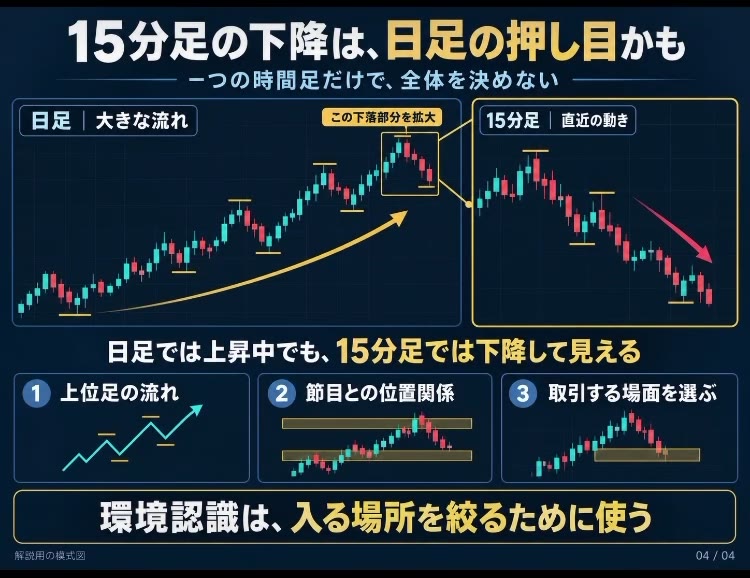 15分足の下降は、日足の押し目かも
一つの時間足だけで、全体を決めない
日足 | 大きな流れ
この下落部分を拡大
15分足 | 直近の動き
日足では上昇中でも、15分足では下降して見える
1 上位足の流れ
2 節目との位置関係
3 取引する場面を選ぶ
環境認識は、入る場所を絞るために使う
解説用の模式図
04 / 04